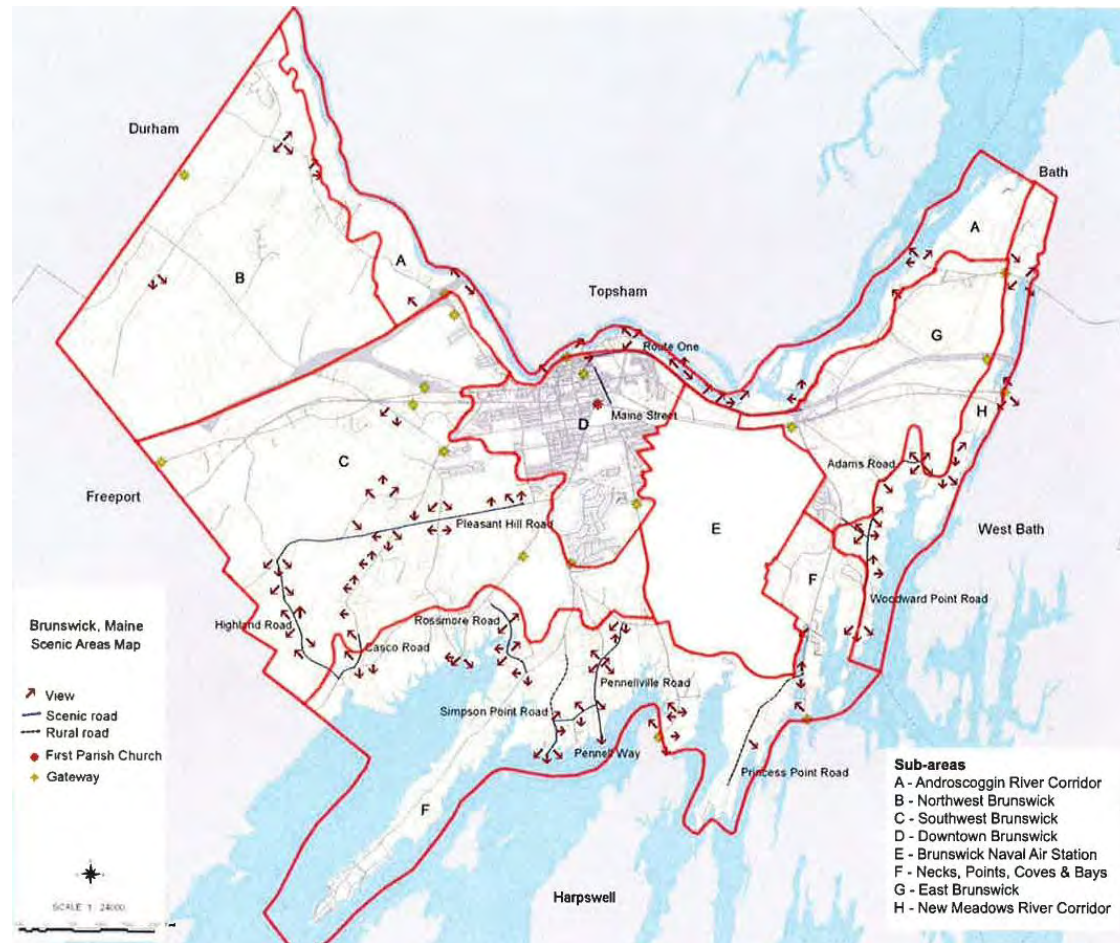 Durham
Bath
A
B
A
Topsham
G
Route One
H
Maine Street
D
Adams Road
C
Freeport
Pleasant Hill Road
E
West Bath
F
Woodward Point Road
Highland Road
Rossmore Road
Casco Road
Pennellville Road
Simpson Point Road
Pennell Way
Princess Point Road
F
Harpswell
Brunswick, Maine
Scenic Areas Map
View
Scenic road
Rural road
First Parish Church
Gateway
SCALE 1 : 24000
Sub-areas
A - Androscoggin River Corridor
B - Northwest Brunswick
C - Southwest Brunswick
D - Downtown Brunswick
E - Brunswick Naval Air Station
F - Necks, Points, Coves & Bays
G - East Brunswick
H - New Meadows River Corridor